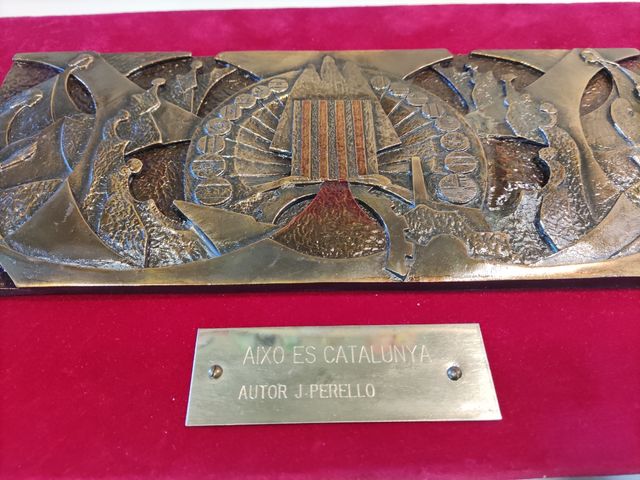 AIXO ES CATALUNYA
AUTOR J. PERELLO